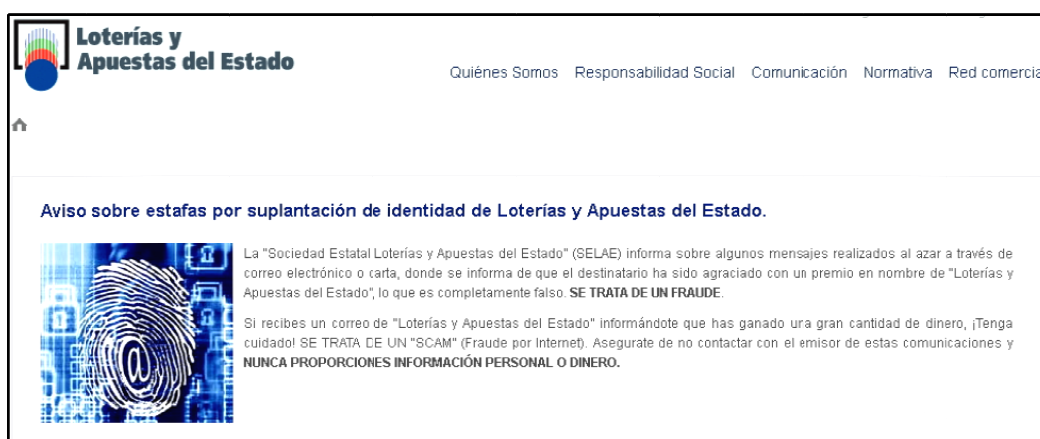 Loterías y
Apuestas del Estado
Quiénes Somos Responsabilidad Social Comunicación Normativa Red comercia
Aviso sobre estafas por suplantación de identidad de Loterías y Apuestas del Estado.
La "Sociedad Estatal Loterías y Apuestas del Estado" (SELAE) informa sobre algunos mensajes realizados al azar a través de
correo electrónico o carta, donde se informa de que el destinatario ha sido agraciado con un premio en nombre de "Loterías y
Apuestas del Estado", lo que es completamente falso. SE TRATA DE UN FRAUDE.
Si recibes un correo de "Loterías y Apuestas del Estado" informándote que has ganado una gran cantidad de dinero, ¡Tenga
cuidado! SE TRATA DE UN "SCAM" (Fraude por Internet). Asegurate de no contactar con el emisor de estas comunicaciones y
NUNCA PROPORCIONES INFORMACIÓN PERSONAL O DINERO.
@